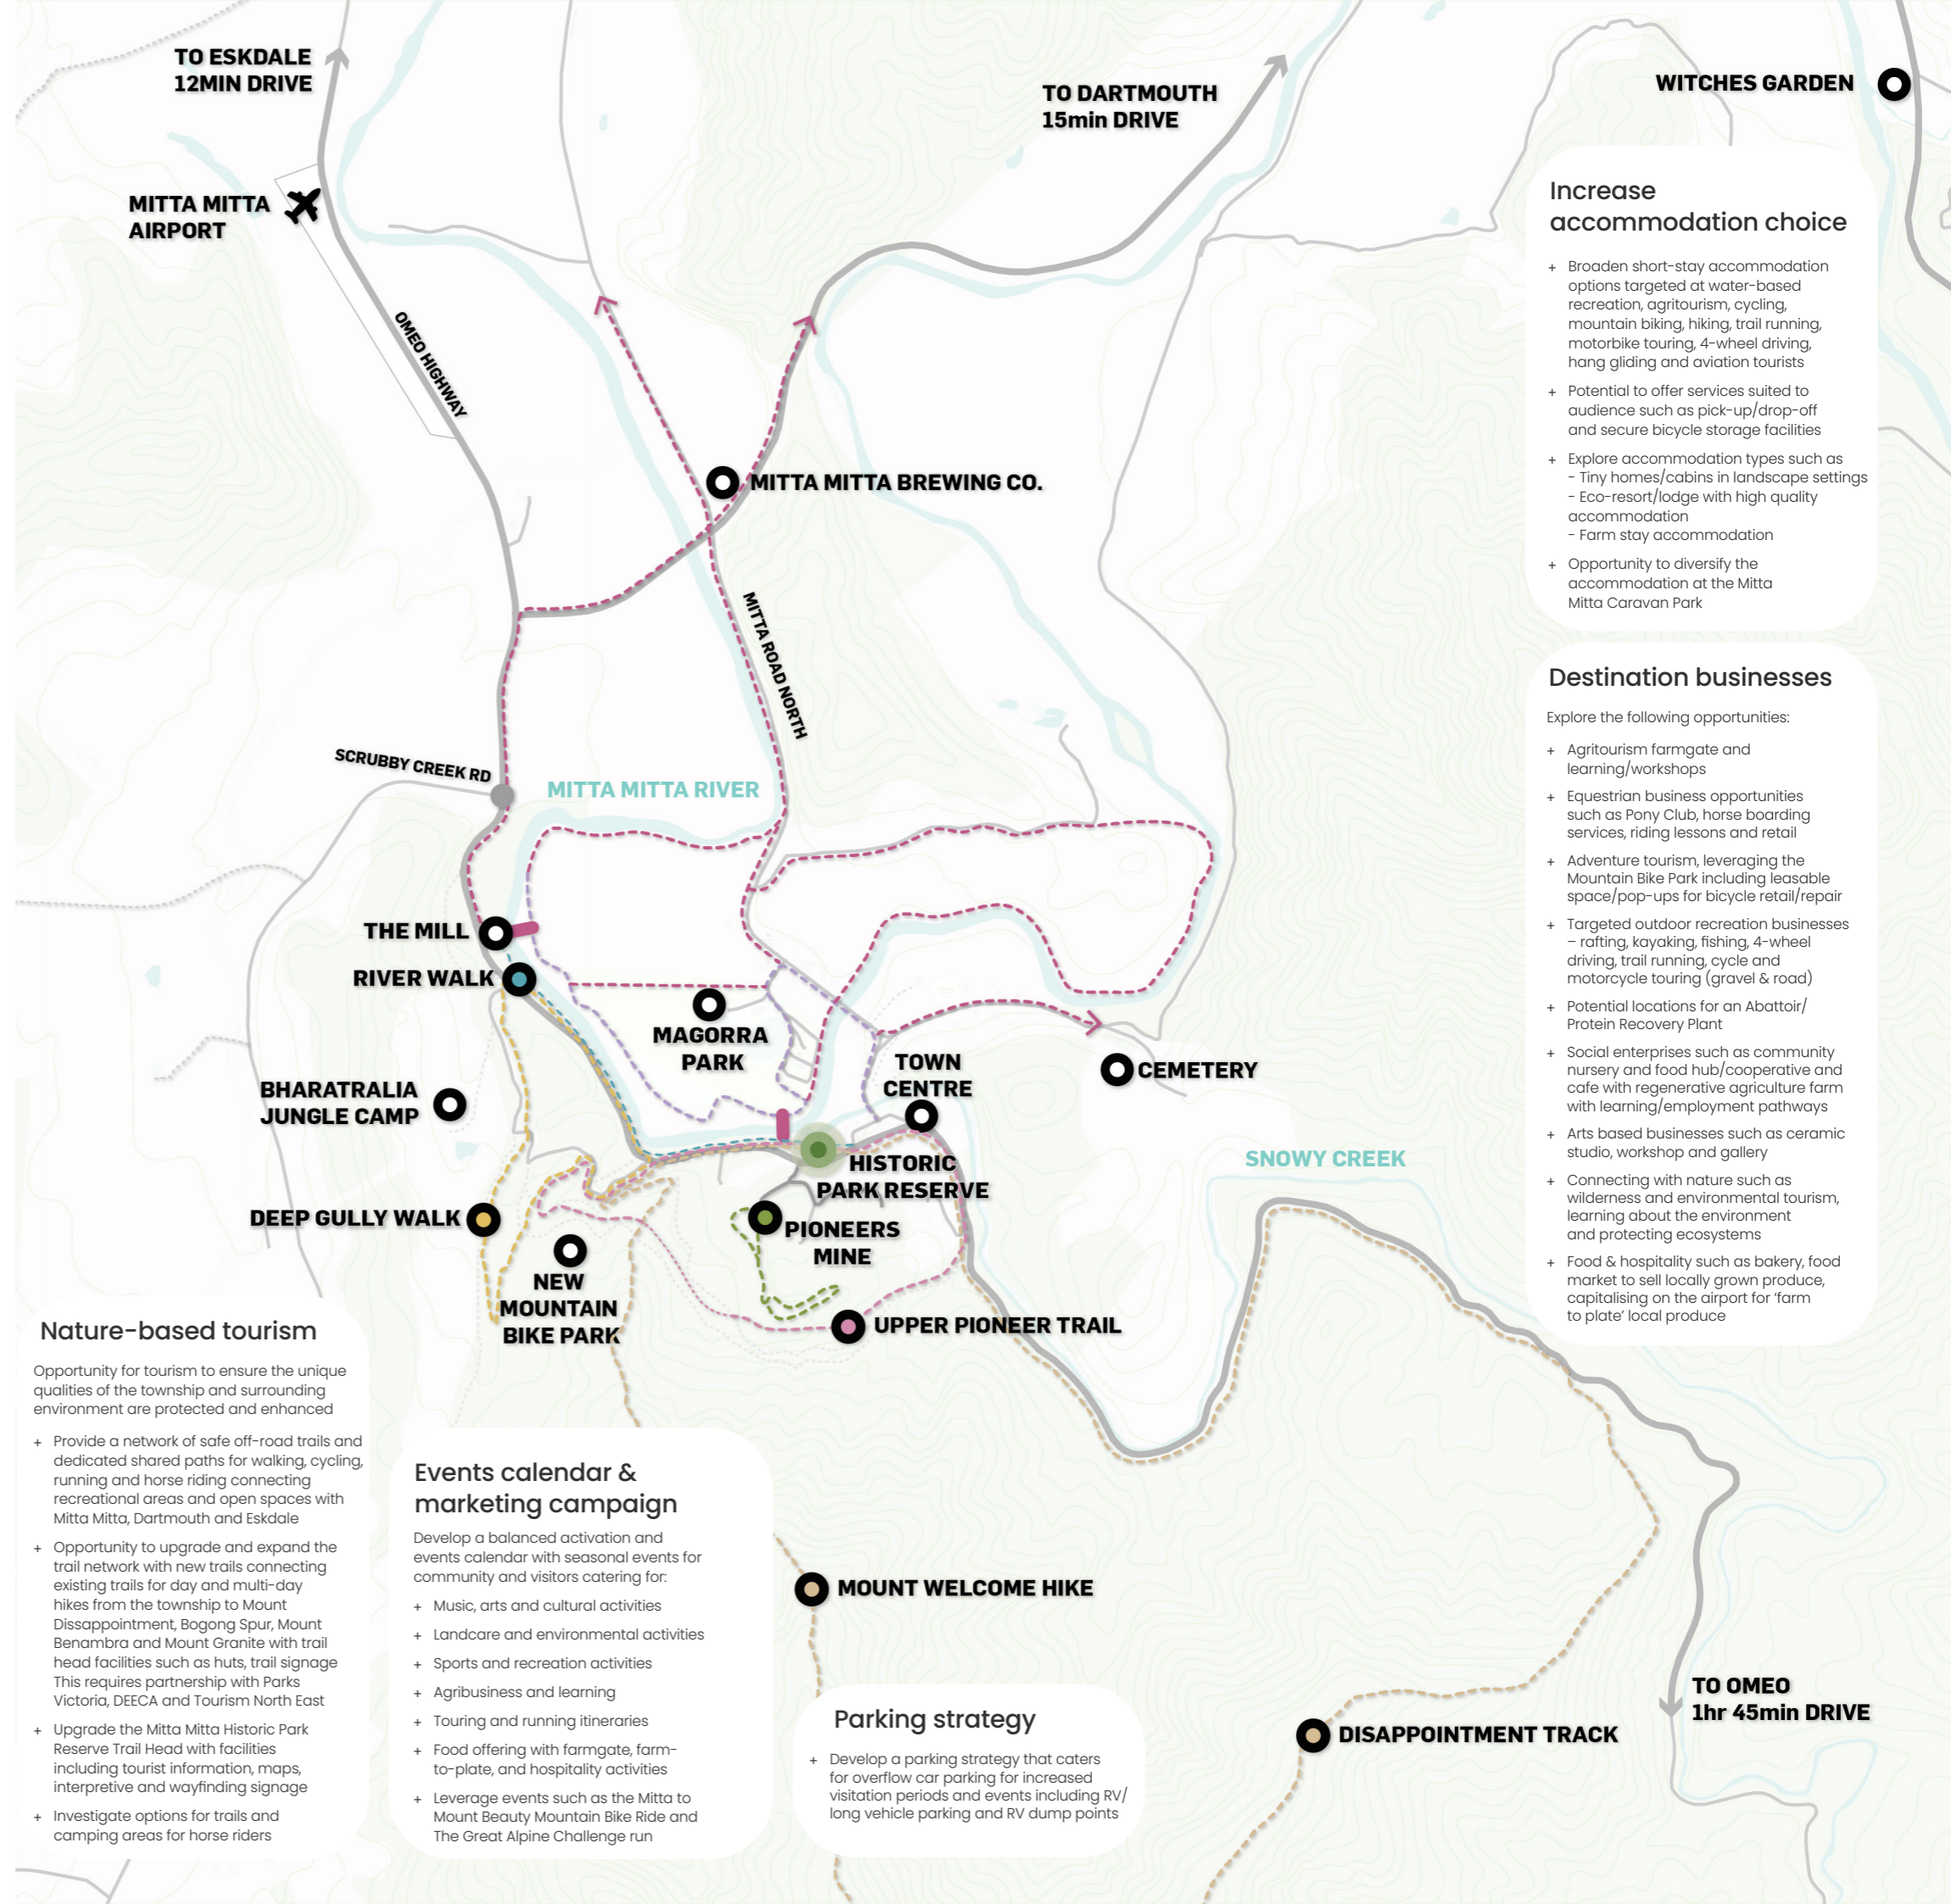 TO ESKDALE
12MIN DRIVE
TO DARTMOUTH
15min DRIVE
WITCHES GARDEN
MITTA MITTA
AIRPORT
OMEO HIGHWAY
MITTA MITTA BREWING CO.
MITTA ROAD NORTH
SCRUBBY CREEK RD
MITTA MITTA RIVER
THE MILL
RIVER WALK
MAGORRA
PARK
TOWN
CENTRE
CEMETERY
BHARATRALIA
JUNGLE CAMP
HISTORIC
PARK RESERVE
SNOWY CREEK
DEEP GULLY WALK
PIONEERS
MINE
NEW
MOUNTAIN
BIKE PARK
UPPER PIONEER TRAIL
MOUNT WELCOME HIKE
DISAPPOINTMENT TRACK
TO OMEO
1hr 45min DRIVE
Increase
accommodation choice
+ Broaden short-stay accommodation
options targeted at water-based
recreation, agritourism, cycling,
mountain biking, hiking, trail running,
motorbike touring, 4-wheel driving,
hang gliding and aviation tourists
+ Potential to offer services suited to
audience such as pick-up/drop-off
and secure bicycle storage facilities
+ Explore accommodation types such as
- Tiny homes/cabins in landscape settings
- Eco-resort/lodge with high quality
accommodation
- Farm stay accommodation
+ Opportunity to diversify the
accommodation at the Mitta
Mitta Caravan Park
Destination businesses
Explore the following opportunities:
+ Agritourism farmgate and
learning/workshops
+ Equestrian business opportunities
such as Pony Club, horse boarding
services, riding lessons and retail
+ Adventure tourism, leveraging the
Mountain Bike Park including leasable
space/pop-ups for bicycle retail/repair
+ Targeted outdoor recreation businesses
– rafting, kayaking, fishing, 4-wheel
driving, trail running, cycle and
motorcycle touring (gravel & road)
+ Potential locations for an Abattoir/
Protein Recovery Plant
+ Social enterprises such as community
nursery and food hub/cooperative and
cafe with regenerative agriculture farm
with learning/employment pathways
+ Arts based businesses such as ceramic
studio, workshop and gallery
+ Connecting with nature such as
wilderness and environmental tourism,
learning about the environment
and protecting ecosystems
+ Food & hospitality such as bakery, food
market to sell locally grown produce,
capitalising on the airport for ‘farm
to plate’ local produce
Nature-based tourism
Opportunity for tourism to ensure the unique
qualities of the township and surrounding
environment are protected and enhanced
+ Provide a network of safe off-road trails and
dedicated shared paths for walking, cycling,
running and horse riding connecting
recreational areas and open spaces with
Mitta Mitta, Dartmouth and Eskdale
+ Opportunity to upgrade and expand the
trail network with new trails connecting
existing trails for day and multi-day
hikes from the township to Mount
Dissappointment, Bogong Spur, Mount
Benambra and Mount Granite with trail
head facilities such as huts, trail signage
This requires partnership with Parks
Victoria, DEECA and Tourism North East
+ Upgrade the Mitta Mitta Historic Park
Reserve Trail Head with facilities
including tourist information, maps,
interpretive and wayfinding signage
+ Investigate options for trails and
camping areas for horse riders
Events calendar &
marketing campaign
Develop a balanced activation and
events calendar with seasonal events for
community and visitors catering for:
+ Music, arts and cultural activities
+ Landcare and environmental activities
+ Sports and recreation activities
+ Agribusiness and learning
+ Touring and running itineraries
+ Food offering with farmgate, farm-
to-plate, and hospitality activities
+ Leverage events such as the Mitta to
Mount Beauty Mountain Bike Ride and
The Great Alpine Challenge run
Parking strategy
+ Develop a parking strategy that caters
for overflow car parking for increased
visitation periods and events including RV/
long vehicle parking and RV dump points